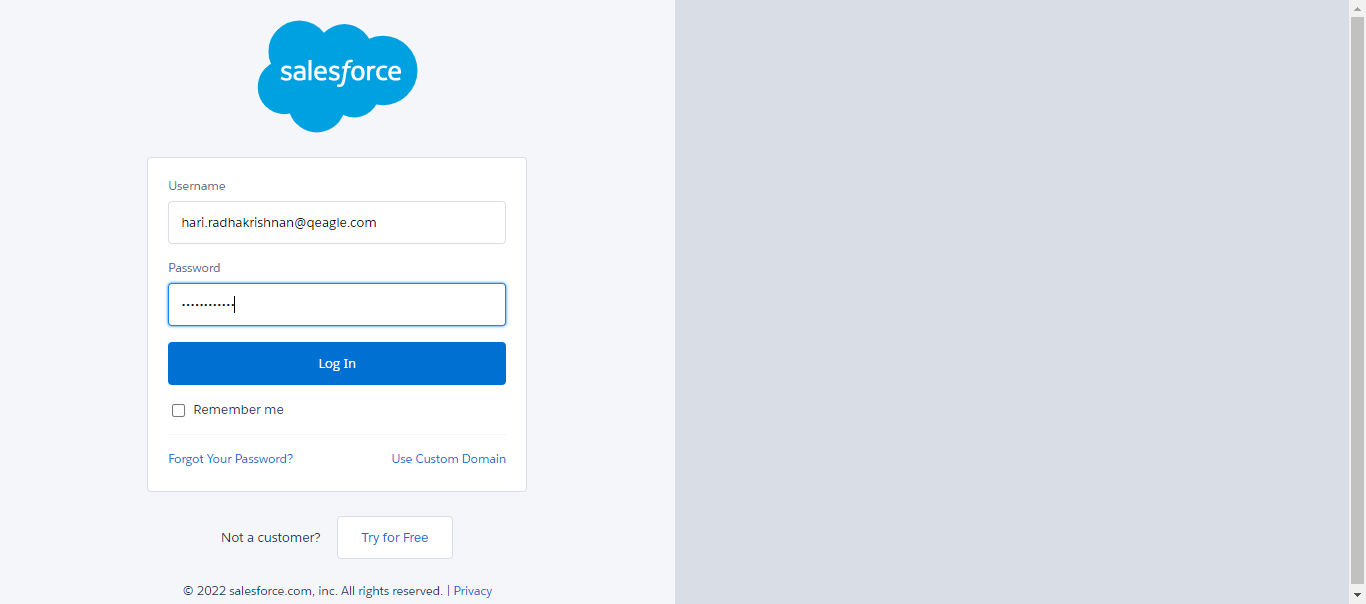 salesforce
Username
hari.radhakrishnan@qeagle.com
Password
••••••••••••
Log In
Remember me
Forgot Your Password? Use Custom Domain
Not a customer? Try for Free
© 2022 salesforce.com, inc. All rights reserved. | Privacy